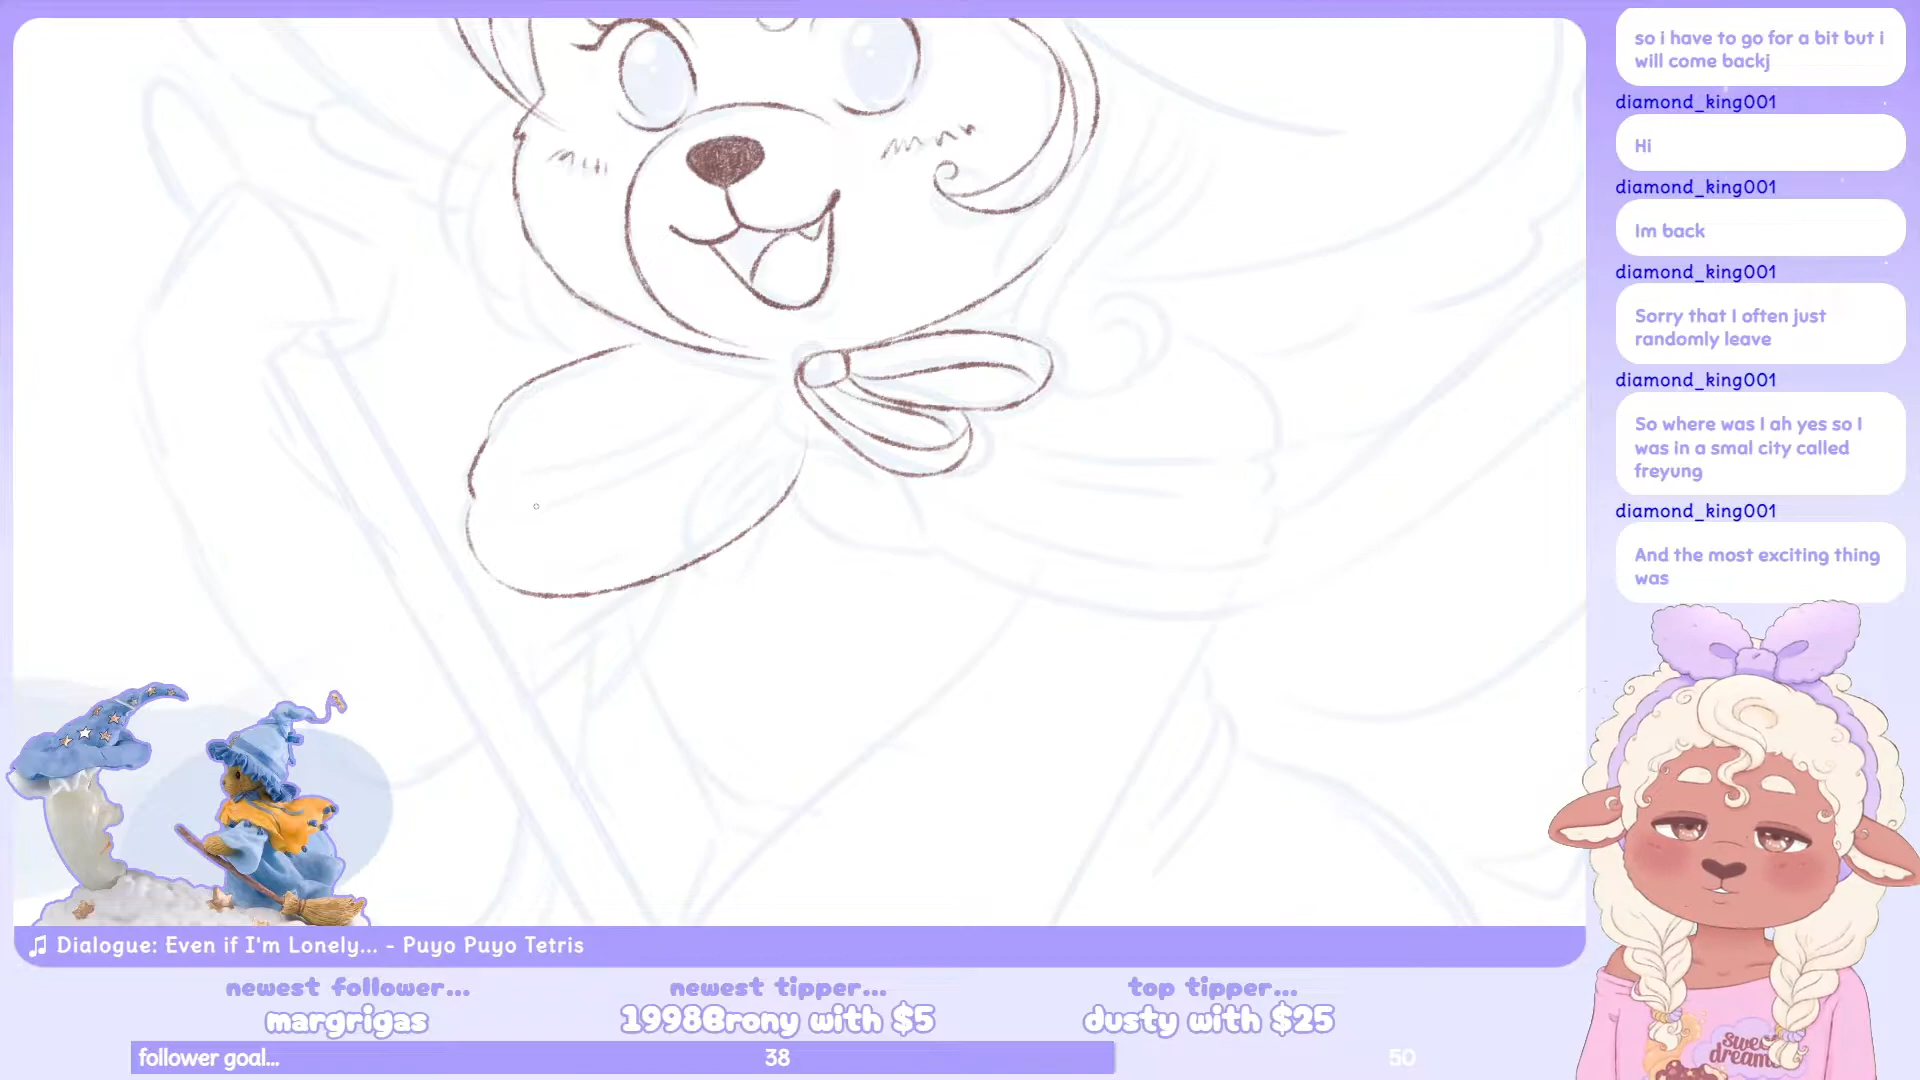 so i have to go for a bit but i
will come backj
diamond_king001
Hi
diamond_king001
Im back
diamond_king001
Sorry that I often just
randomly leave
diamond_king001
So where was I ah yes so I
was in a smal city called
freyung
diamond_king001
And the most exciting thing
was
Dialogue: Even if I'm Lonely... - Puyo Puyo Tetris
newest follower...
margrigas
newest tipper...
1998Brony with $5
top tipper...
dusty with $25
follower goal...
38
50
sweet
dreams